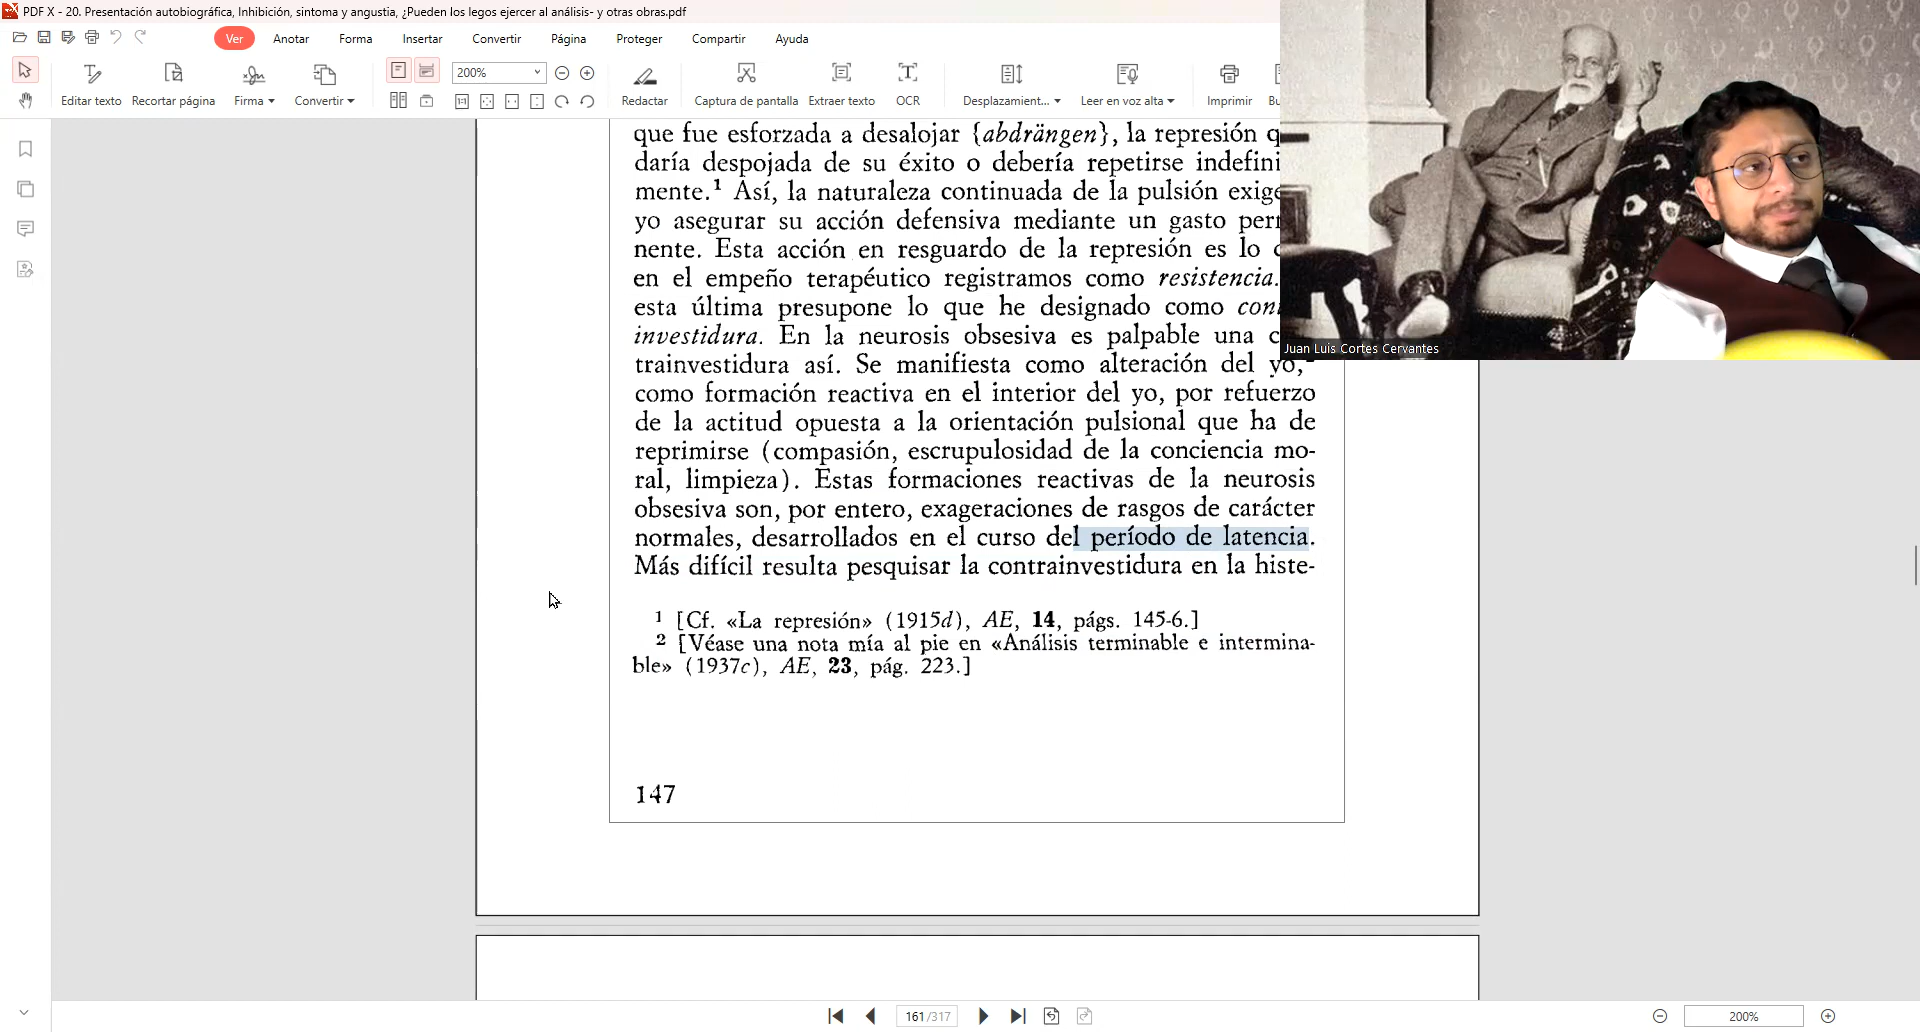 PDF X - 20. Presentación autobiográfica, Inhibición, sintoma y angustia, ¿Pueden los legos ejercer al análisis- y otras obras.pdf
Ver Anotar Forma Insertar Convertir Página Proteger Compartir Ayuda
200%
Editar texto Recortar página Firma Convertir Redactar Captura de pantalla Extraer texto OCR Desplazamient... Leer en voz alta Imprimir
Juan Luis Cortes Cervantes
que fue esforzada a desalojar {abdrängen}, la represión q
daría despojada de su éxito o debería repetirse indefini
mente.¹ Así, la naturaleza continuada de la pulsión exige
yo asegurar su acción defensiva mediante un gasto per
nente. Esta acción en resguardo de la represión es lo
en el empeño terapéutico registramos como resistencia.
esta última presupone lo que he designado como con
investidura. En la neurosis obsesiva es palpable una c
trainvestidura así. Se manifiesta como alteración del yo,
como formación reactiva en el interior del yo, por refuerzo
de la actitud opuesta a la orientación pulsional que ha de
reprimirse (compasión, escrupulosidad de la conciencia mo-
ral, limpieza). Estas formaciones reactivas de la neurosis
obsesiva son, por entero, exageraciones de rasgos de carácter
normales, desarrollados en el curso del período de latencia.
Más difícil resulta pesquisar la contrainvestidura en la histe-
¹ [Cf. «La represión» (1915d), AE, 14, págs. 145-6.]
² [Véase una nota mía al pie en «Análisis terminable e intermina-
ble» (1937c), AE, 23, pág. 223.]
147
161/317
200%